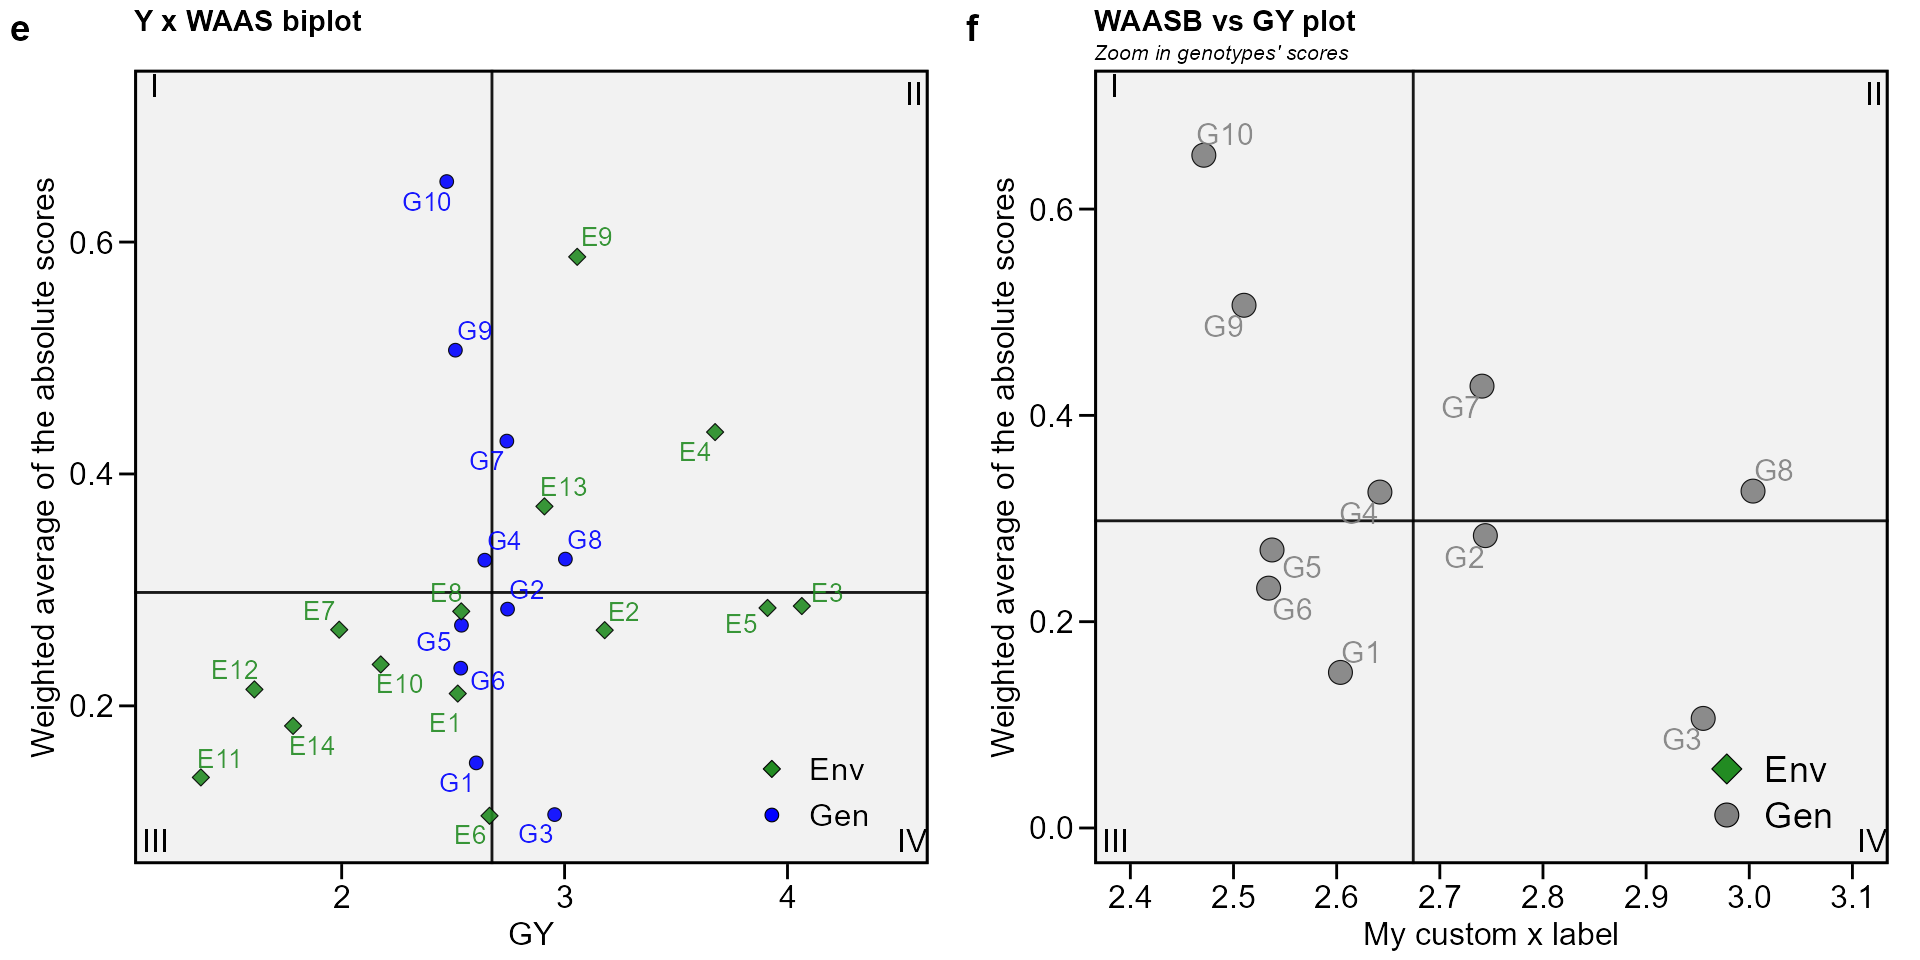 e
Y x WAAS biplot
I
II
G10
E9
0.6
G9
E4
G7
0.4
E13
G4
G8
E8
G2
E3
E7
E2
E5
G5
E12
E10
G6
0.2
E1
E14
E11
G1
E6
G3
Env
Gen
III
IV
2
3
4
GY
Weighted average of the absolute scores
f
WAASB vs GY plot
Zoom in genotypes' scores
I
II
G10
0.6
G9
G7
0.4
G8
G4
G2
G5
G6
0.2
G1
G3
Env
Gen
0.0
III
IV
2.4
2.5
2.6
2.7
2.8
2.9
3.0
3.1
My custom x label
Weighted average of the absolute scores